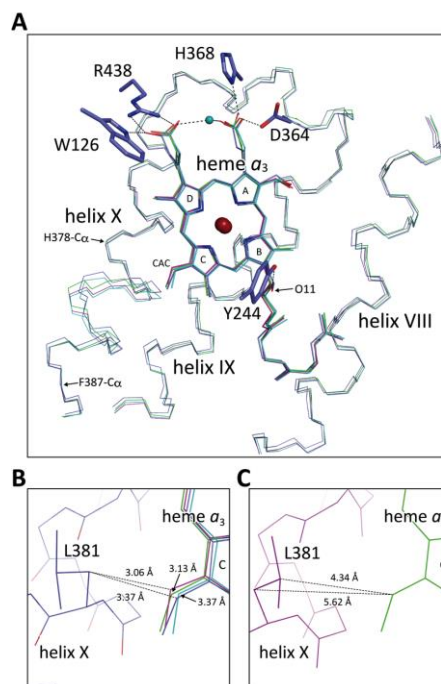 A
H368
R438
W126
D364
heme a3
A
D
helix X
H378-Cα
C
B
CAC
Y244
O11
helix VIII
helix IX
F387-Cα
B
heme a3
L381
3.06 Å
3.13 Å
C
3.37 Å
3.37 Å
helix X
C
heme a
L381
4.34 Å
5.62 Å
helix X